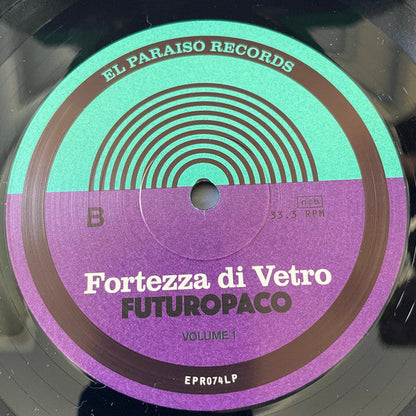 EL PARAISO RECORDS
B
n©b
33.3 RPM
Fortezza di Vetro
FUTUROPACO
VOLUME 1
EPR074LP